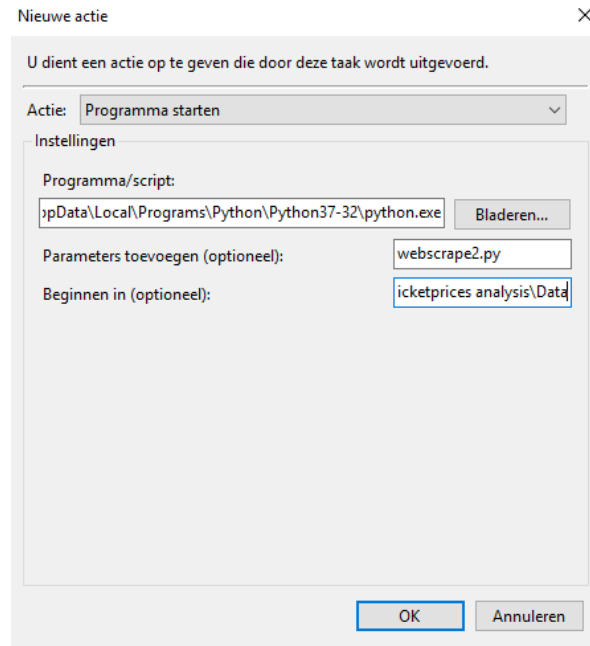 Nieuwe actie
U dient een actie op te geven die door deze taak wordt uitgevoerd.
Actie: Programma starten
Instellingen
Programma/script:
ppData\Local\Programs\Python\Python37-32\python.exe Bladeren...
Parameters toevoegen (optioneel): webscrape2.py
Beginnen in (optioneel): icketprices analysis\Data
OK Annuleren